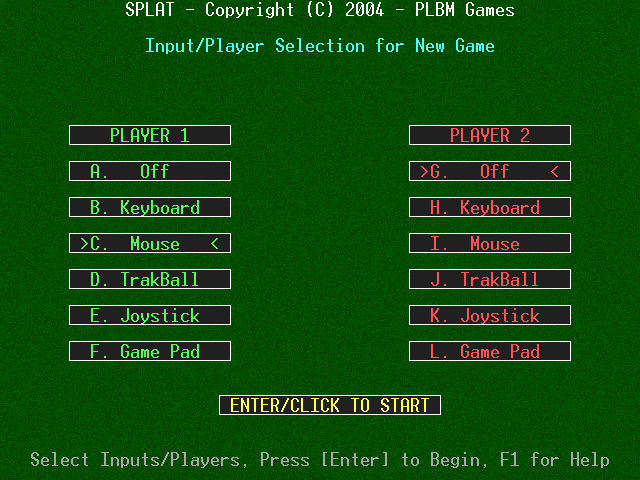 SPLAT - Copyright (C) 2004 - PLBM Games
Input/Player Selection for New Game
PLAYER 1 PLAYER 2
A. Off >G. Off <
B. Keyboard H. Keyboard
>C. Mouse < I. Mouse
D. TrakBall J. TrakBall
E. Joystick K. Joystick
F. Game Pad L. Game Pad
ENTER/CLICK TO START
Select Inputs/Players, Press [Enter] to Begin, F1 for Help